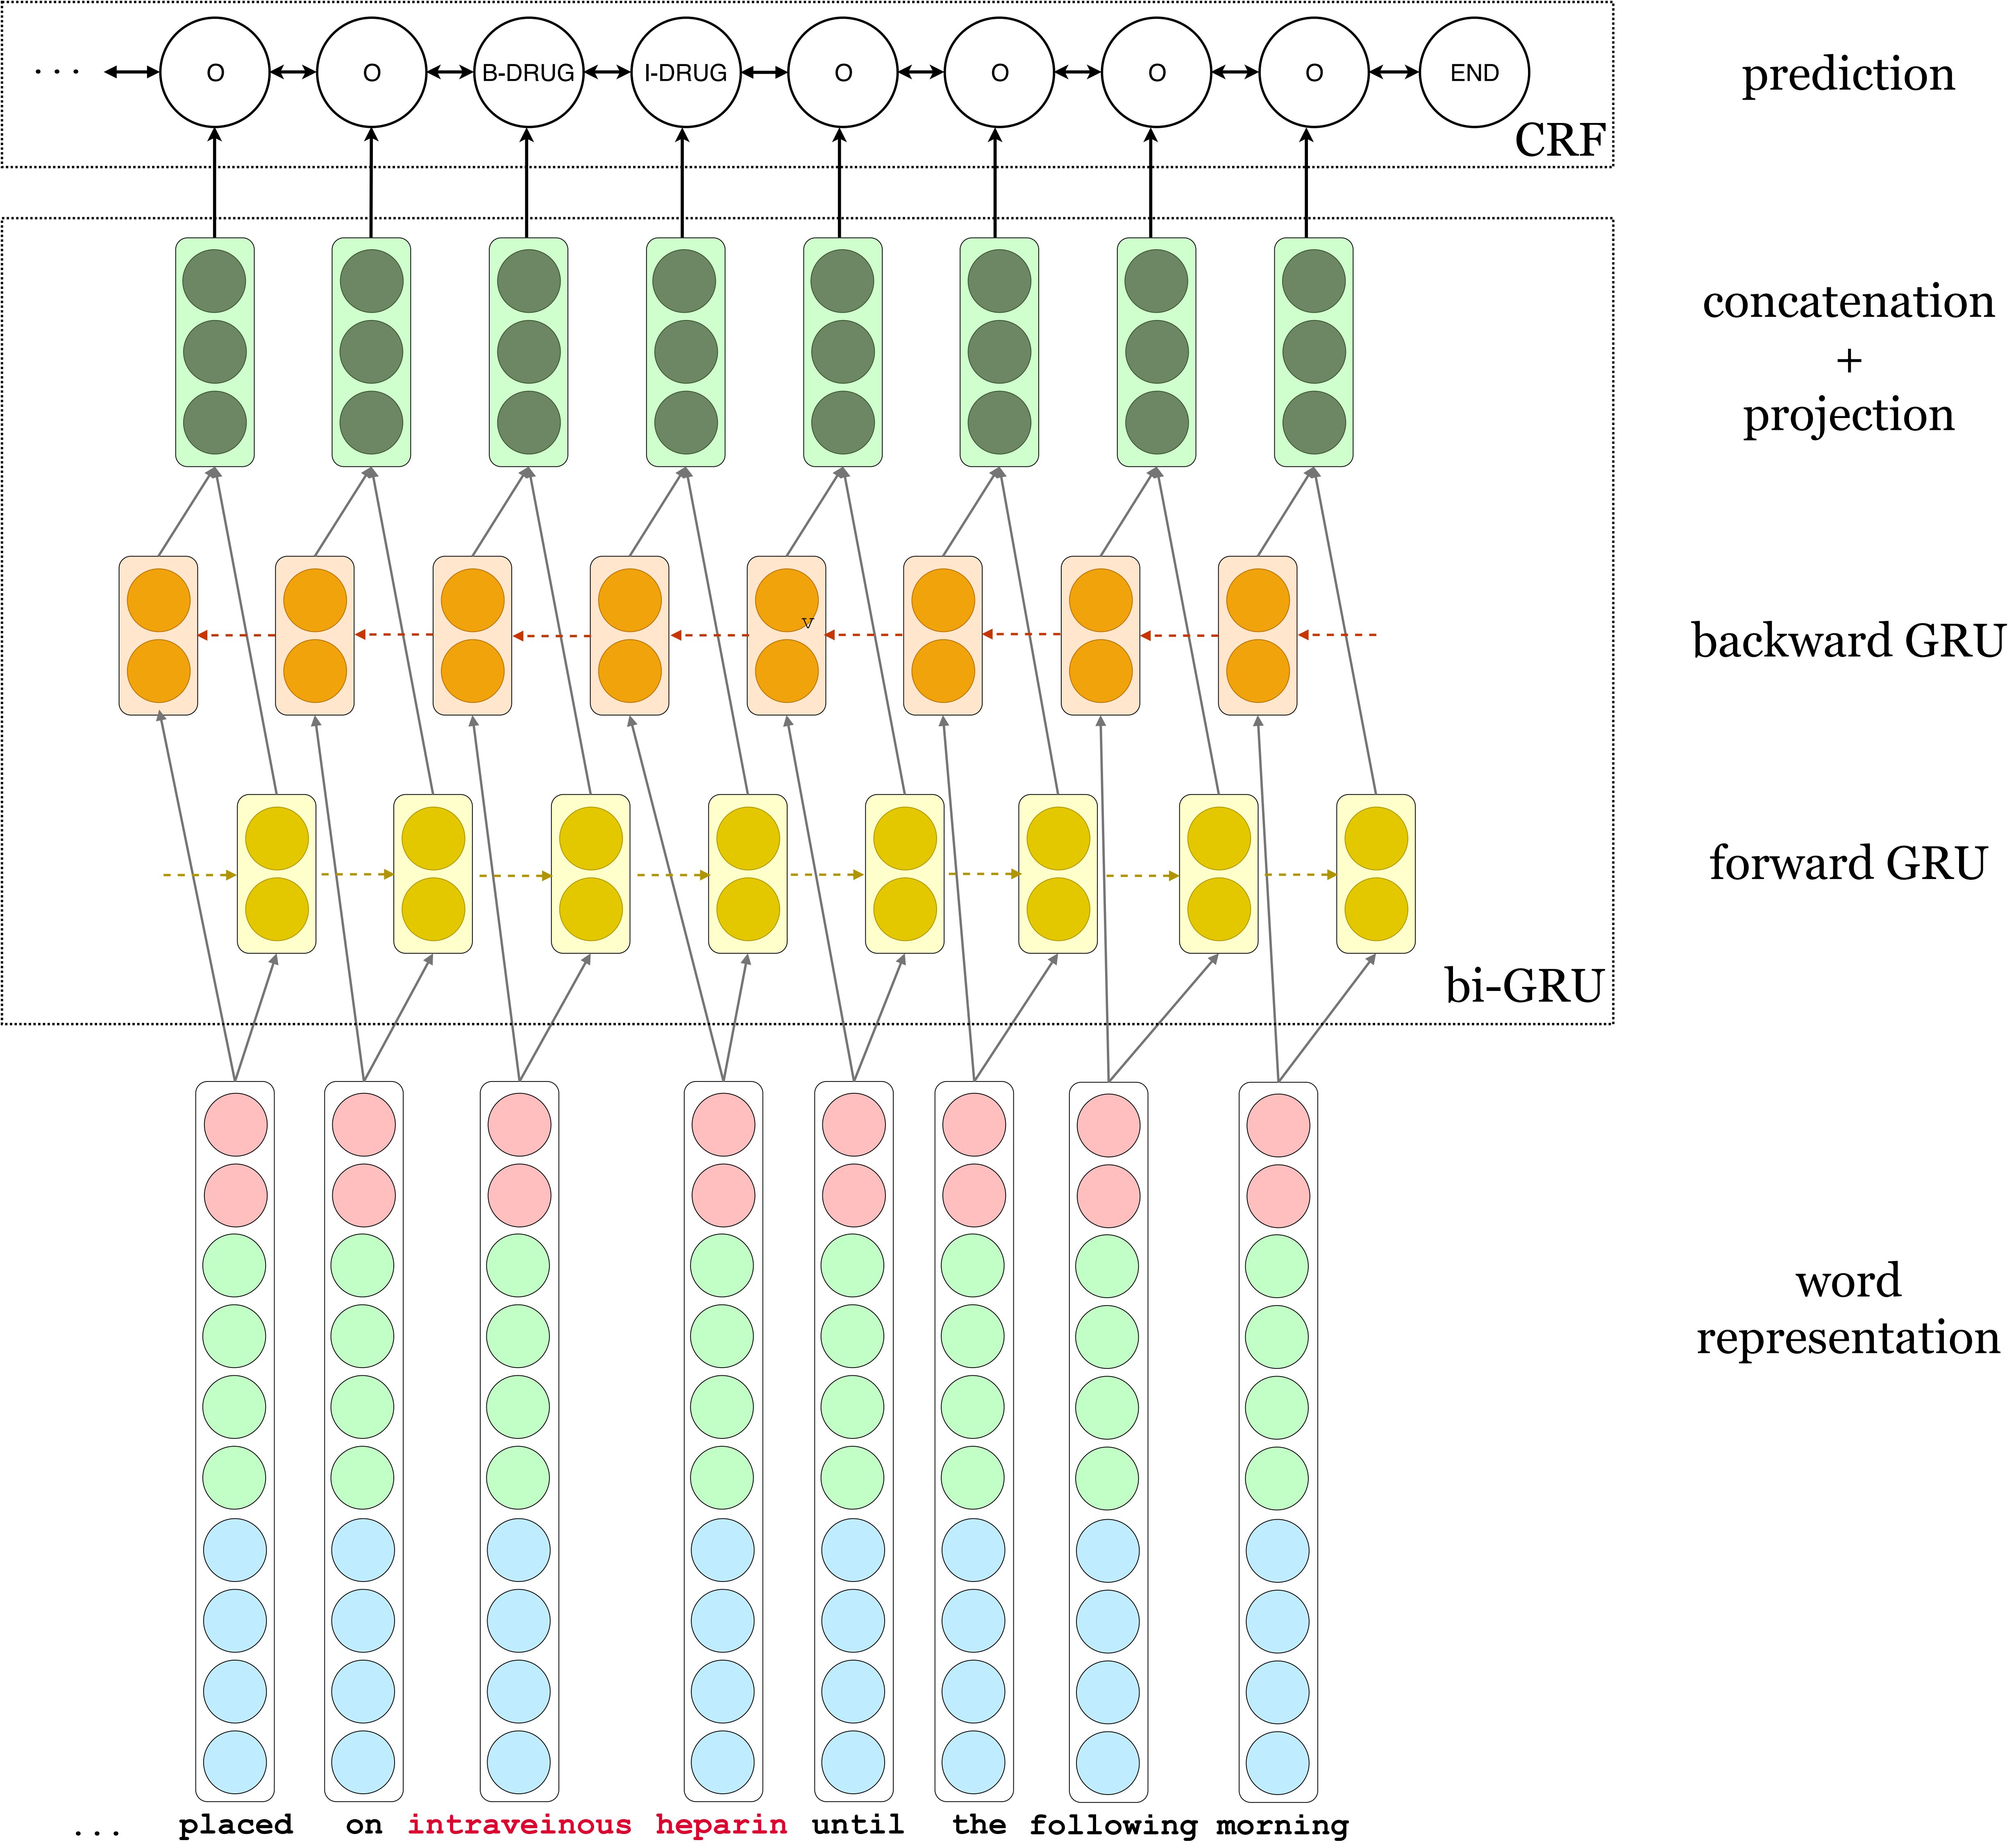 . . . O O B-DRUG I-DRUG O O O O END
prediction
CRF
concatenation
+
projection
v
backward GRU
forward GRU
bi-GRU
word
representation
. . . placed on intraveinous heparin until the following morning